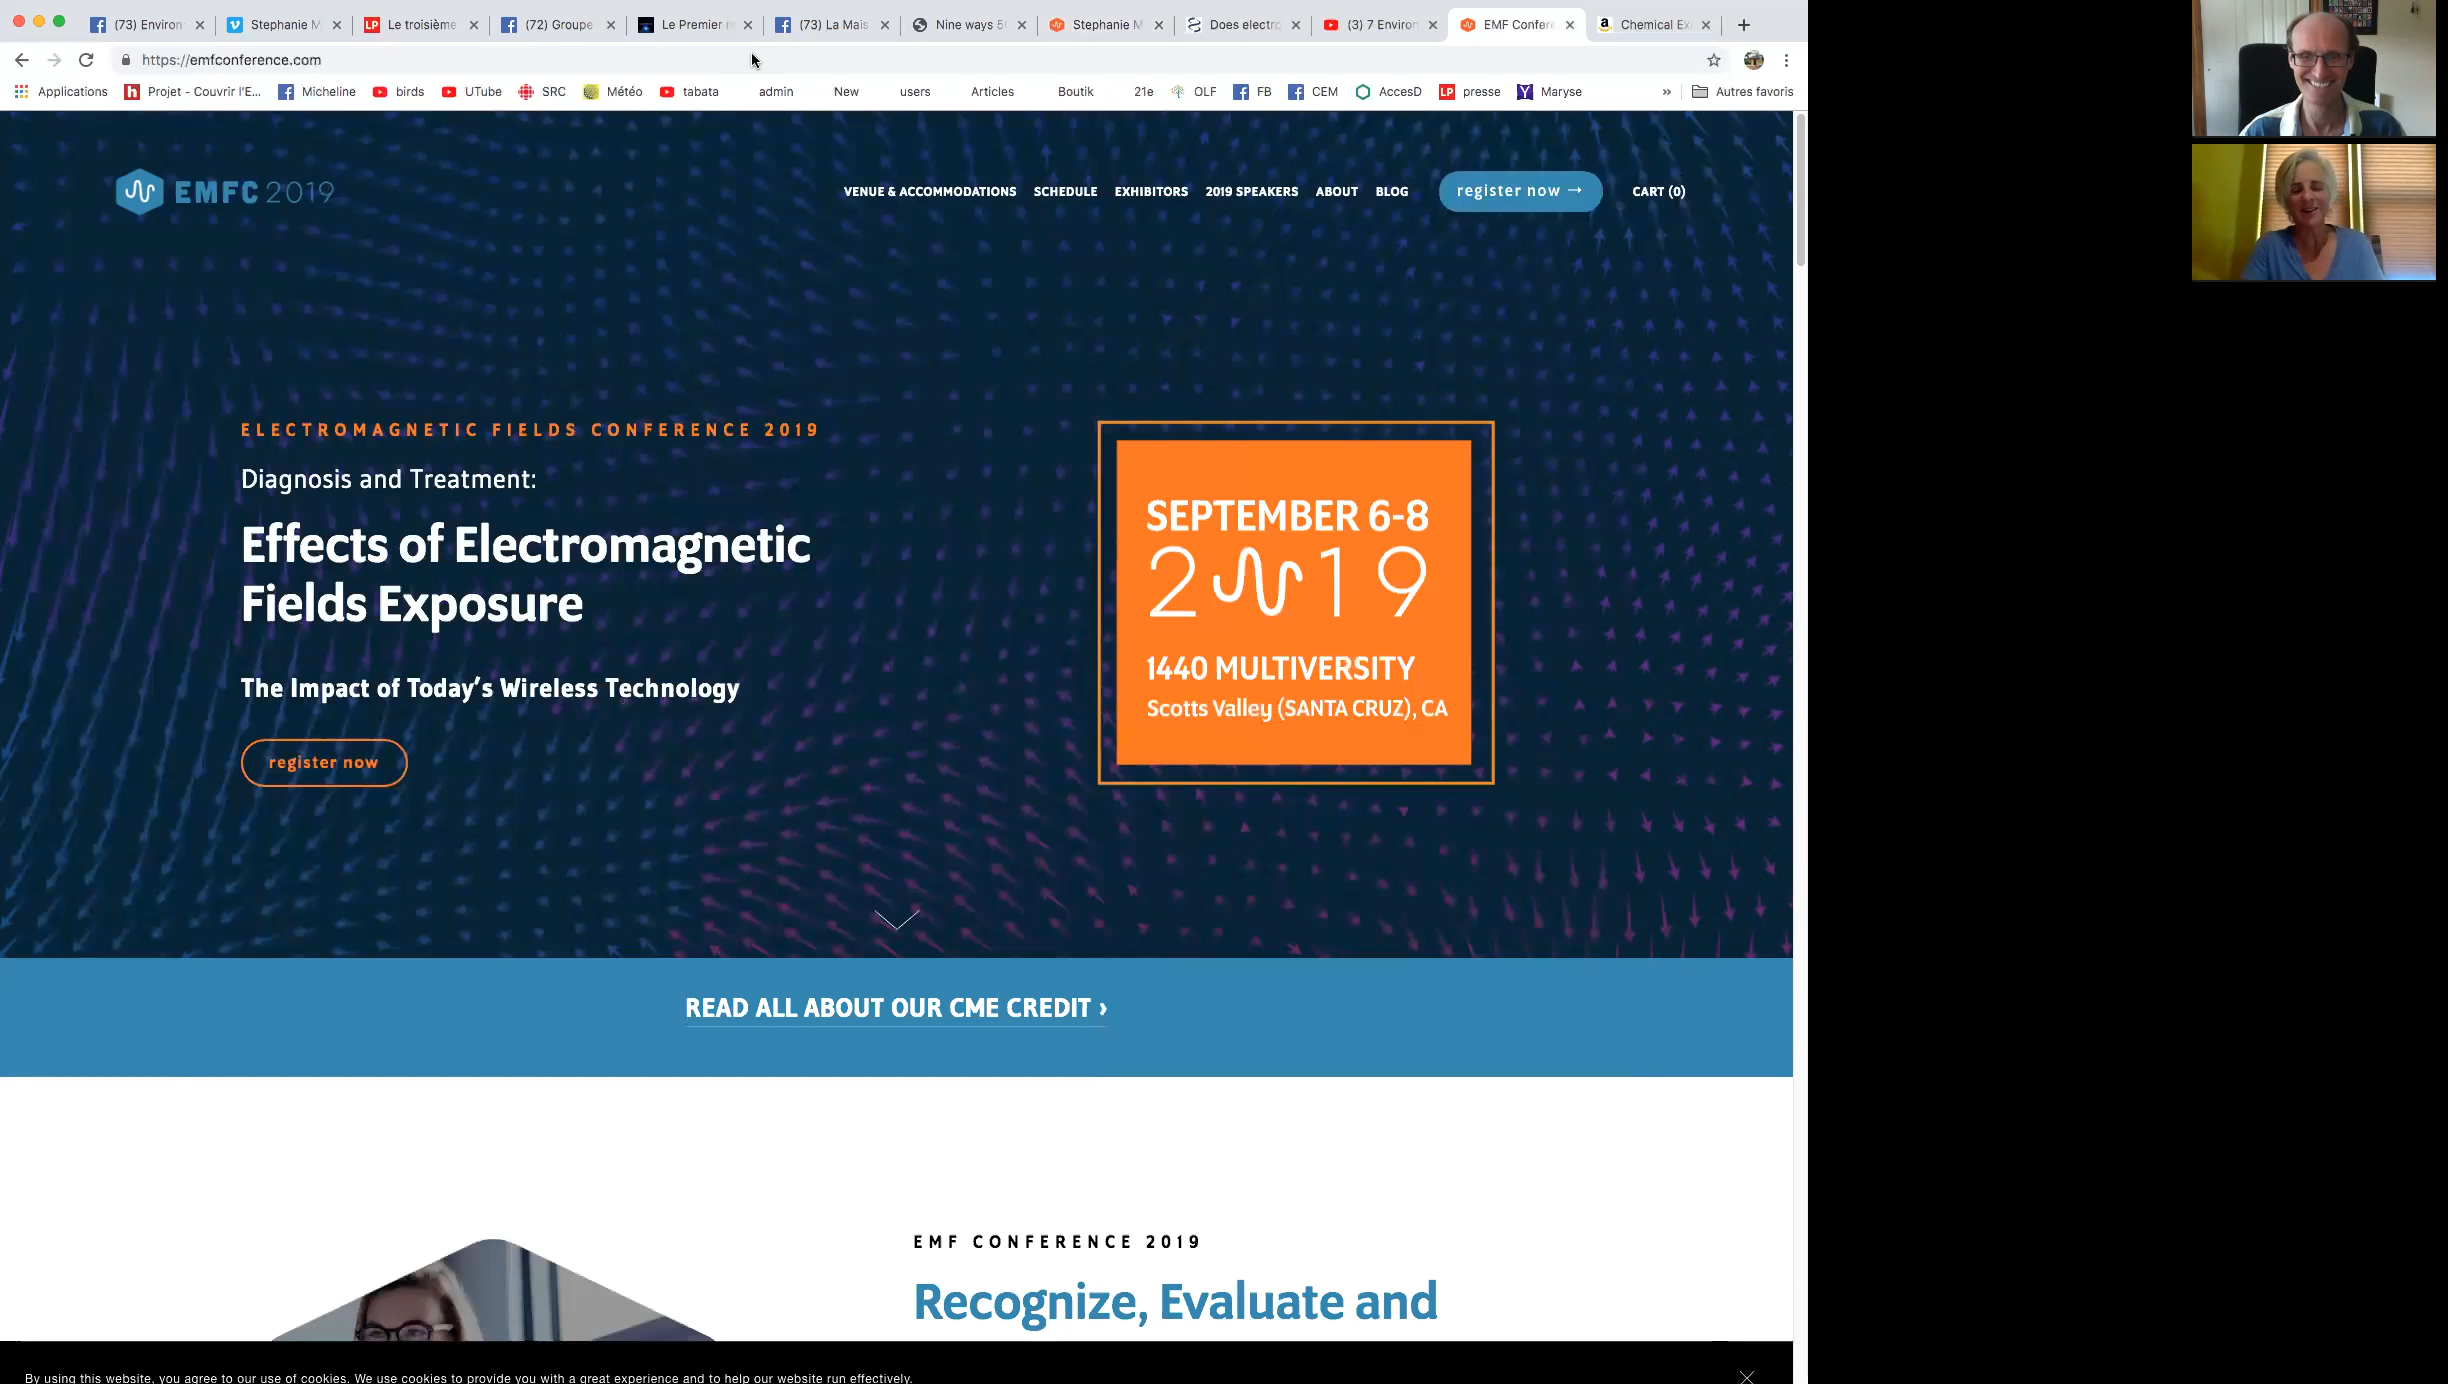 (73) Environ
Stephanie M
LP Le troisième
(72) Groupe
Le Premier
(73) La Mais
Nine ways 5
Stephanie M
Does electro
(3) 7 Environ
EMF Confere
Chemical Ex
https://emfconference.com
Applications
h Projet - Couvrir l'E...
Micheline
birds
UTube
SRC
Météo
tabata
admin
New
users
Articles
Boutik
21e
OLF
FB
CEM
AccesD
LP presse
Y Maryse
»
Autres favoris
EMFC 2019
VENUE & ACCOMMODATIONS SCHEDULE EXHIBITORS 2019 SPEAKERS ABOUT BLOG register now → CART (0)
ELECTROMAGNETIC FIELDS CONFERENCE 2019
Diagnosis and Treatment:
Effects of Electromagnetic
Fields Exposure
The Impact of Today's Wireless Technology
register now
SEPTEMBER 6-8
2019
1440 MULTIVERSITY
Scotts Valley (SANTA CRUZ), CA
READ ALL ABOUT OUR CME CREDIT ›
EMF CONFERENCE 2019
Recognize, Evaluate and
By using this website, you agree to our use of cookies. We use cookies to provide you with a great experience and to help our website run effectively.